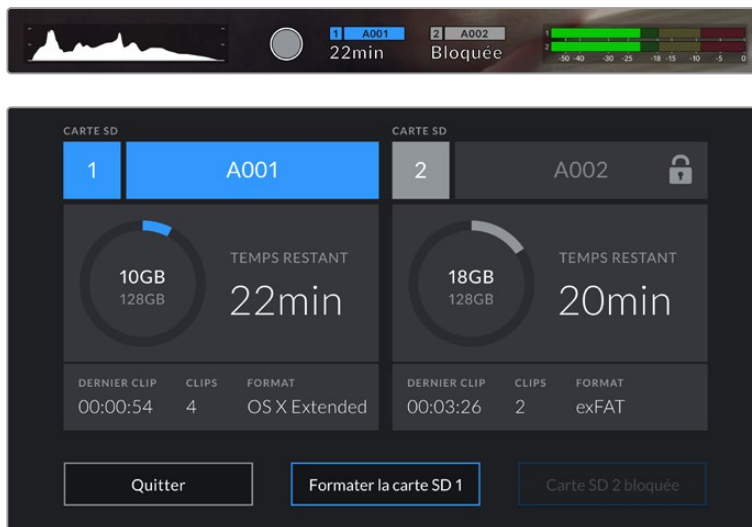 1 A001 2 A002
22min Bloquée
1
2
-50 -40 -30 -25 -18 -15 -10 -5 0
CARTE SD CARTE SD
1 A001 2 A002
10GB
128GB
TEMPS RESTANT
22min
18GB
128GB
TEMPS RESTANT
20min
DERNIER CLIP CLIPS FORMAT
00:00:54 4 OS X Extended
DERNIER CLIP CLIPS FORMAT
00:03:26 2 exFAT
Quitter Formater la carte SD 1 Carte SD 2 bloquée